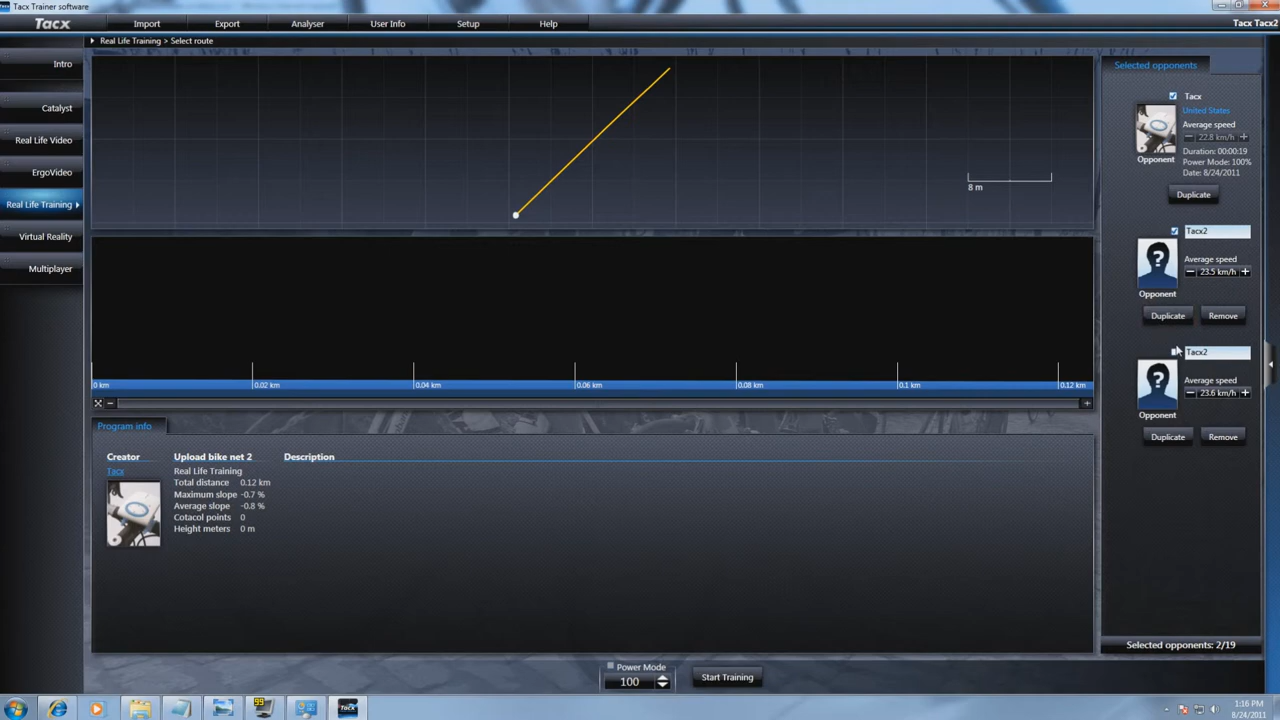 Tacx Tacx Trainer software
Tacx Import Export Analyser User Info Setup Help Tacx Tacx2
Real Life Training > Select route
Intro
Catalyst
Real Life Video
ErgoVideo
Real Life Training
Virtual Reality
Multiplayer
8 m
0 km 0.02 km 0.04 km 0.06 km 0.08 km 0.1 km 0.12 km
Program info
Creator Upload bike net 2 Description
Tacx Real Life Training
Total distance 0.12 km
Maximum slope -0.7 %
Average slope -0.8 %
Cotacol points 0
Height meters 0 m
Power Mode
100 Start Training
Selected opponents
Tacx
United States
Average speed
22.8 km/h
Duration: 00:00:19
Power Mode: 100%
Date: 8/24/2011
Opponent
Duplicate
Tacx2
Average speed
23.5 km/h
Opponent
Duplicate Remove
Tacx2
Average speed
23.6 km/h
Opponent
Duplicate Remove
Selected opponents: 2/19
99 Tacx 1:16 PM
8/24/2011